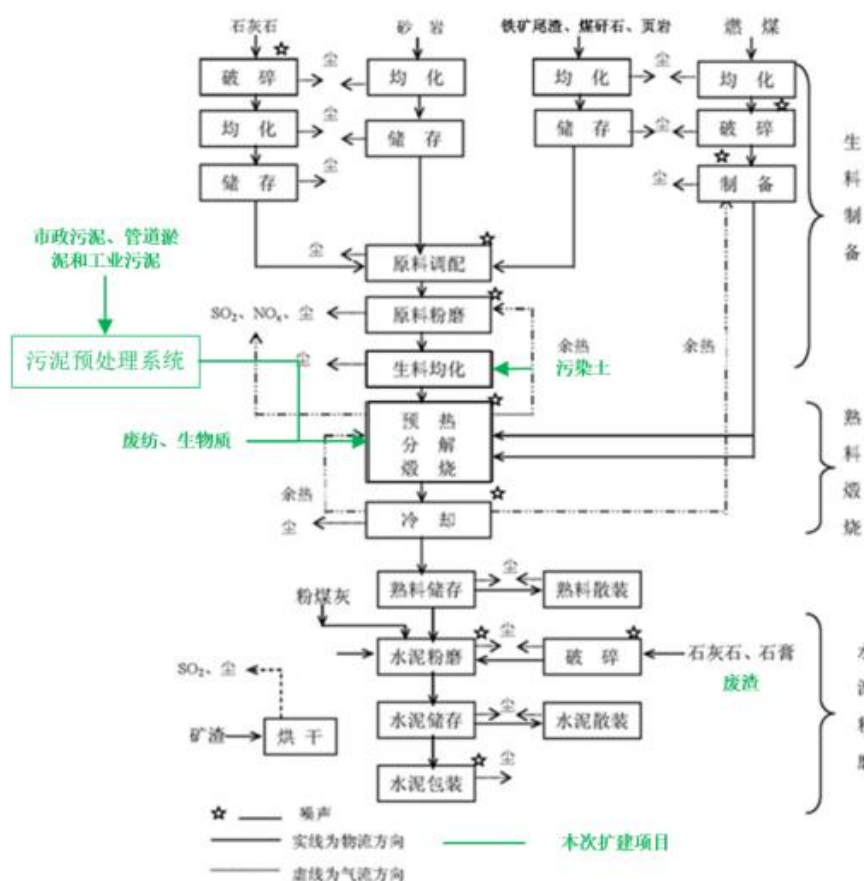 石灰石
砂 岩
铁矿尾渣、煤矸石、页岩
燃 煤
破 碎
尘
均 化
均 化
尘
均 化
均 化
尘
储 存
储 存
尘
破 碎
储 存
尘
尘
制 备
生料制备
市政污泥、管道淤
泥和工业污泥
尘
原料调配
SO₂、NOₓ、尘
原料粉磨
污泥预处理系统
尘
生料均化
余热
污染土
余热
废纺、生物质
预 热
分 解
煅 烧
熟料煅烧
余热
尘
冷 却
熟料储存
尘
熟料散装
粉煤灰
水泥粉磨
尘
破 碎
石灰石、石膏
废渣
水泥粉磨
SO₂、尘
矿渣
烘 干
水泥储存
尘
水泥散装
水泥包装
尘
噪声
实线为物流方向
本次扩建项目
虚线为气流方向